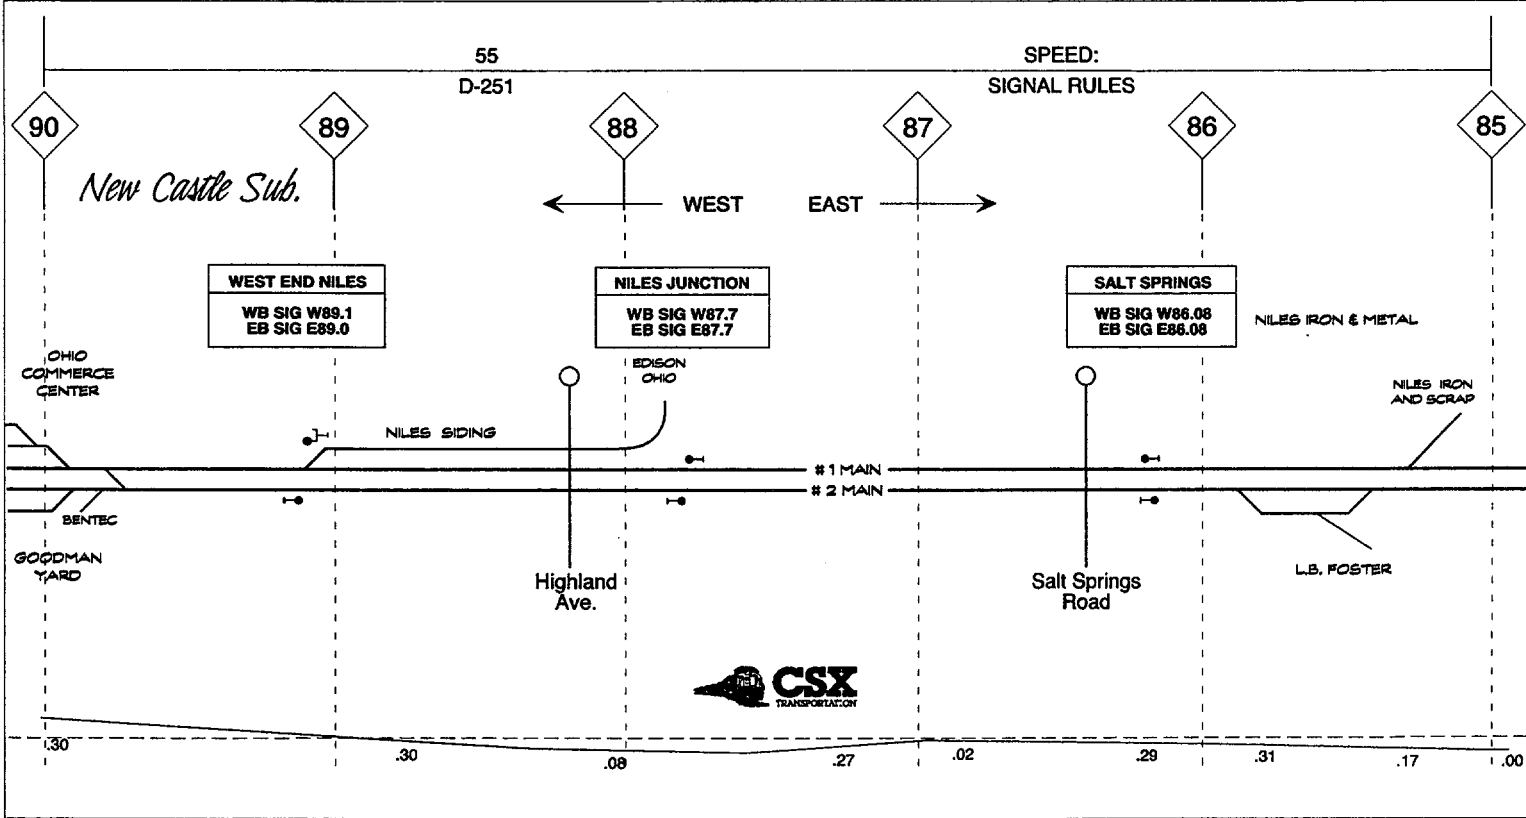 55
SPEED:
D-251
SIGNAL RULES
90
89
88
87
86
85
New Castle Sub.
WEST
EAST
WEST END NILES
WB SIG W89.1
EB SIG E89.0
NILES JUNCTION
WB SIG W87.7
EB SIG E87.7
SALT SPRINGS
WB SIG W86.08
EB SIG E86.08
NILES IRON & METAL
OHIO
COMMERCE
CENTER
EDISON
OHIO
NILES IRON
AND SCRAP
NILES SIDING
# 1 MAIN
# 2 MAIN
BENTEC
GOODMAN
YARD
Highland
Ave.
Salt Springs
Road
L.B. FOSTER
CSX
TRANSPORTATION
.30
.30
.08
.27
.02
.29
.31
.17
.00